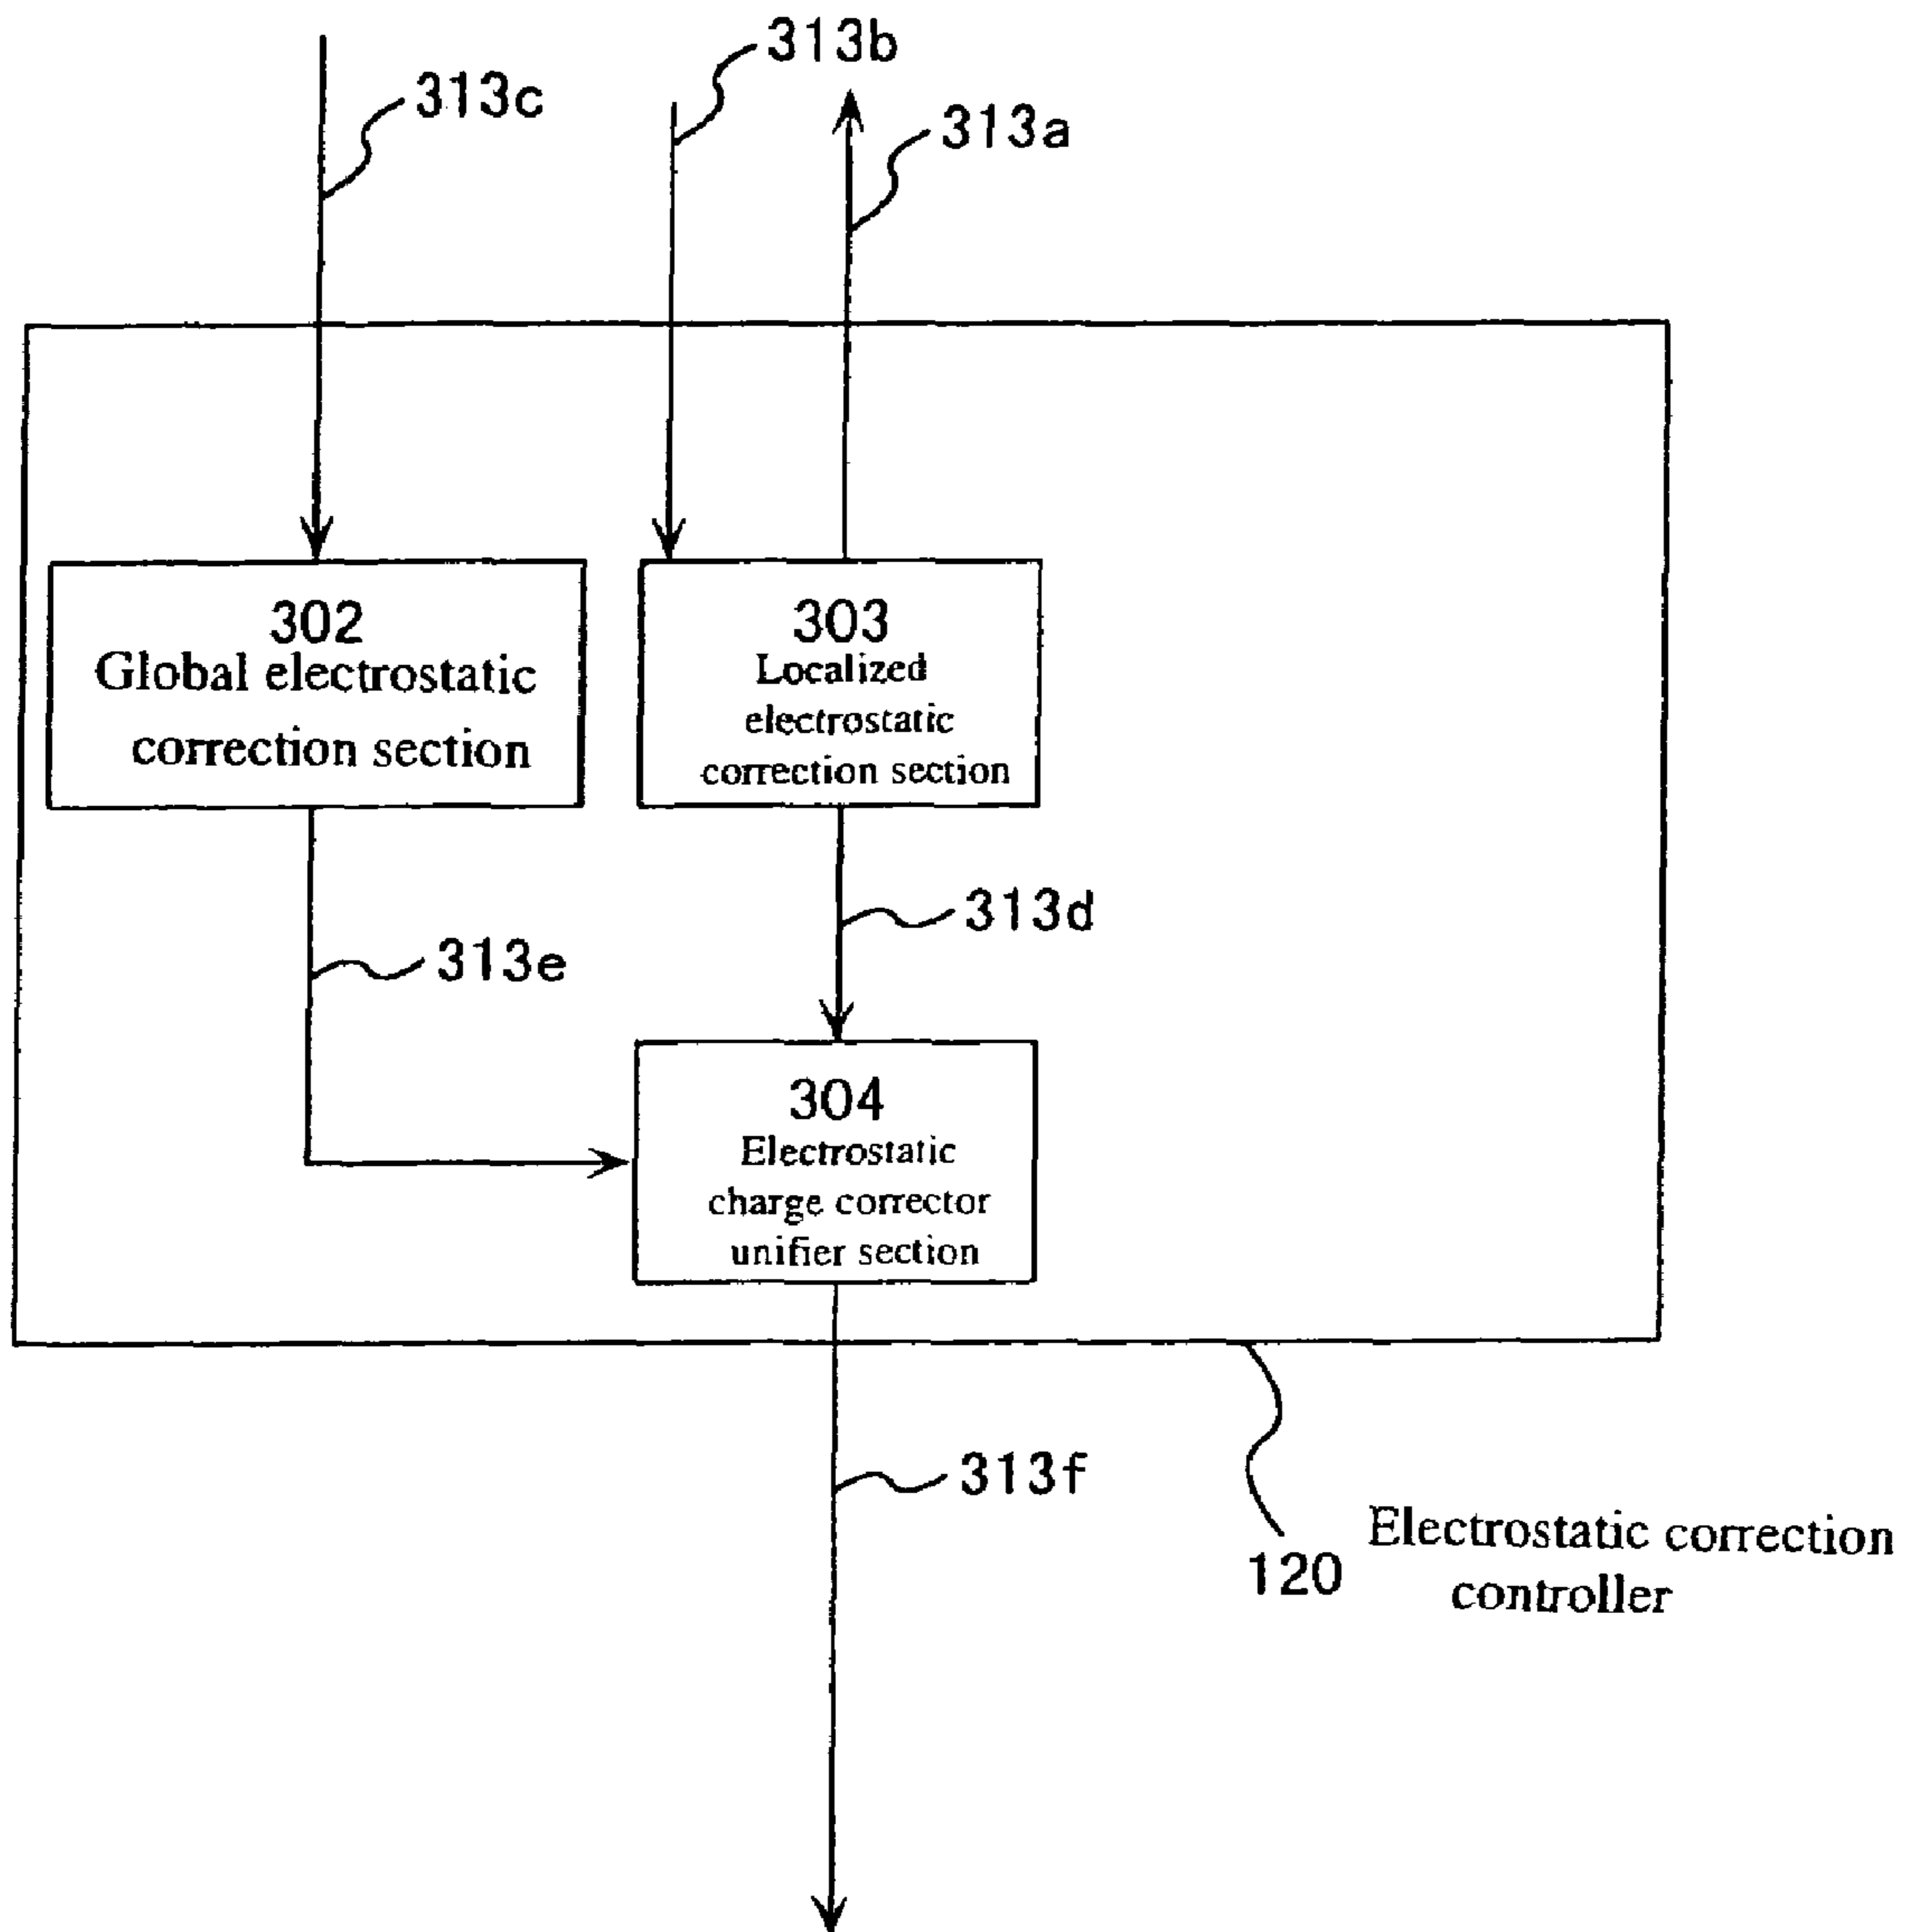 313b
313c
313a
302
Global electrostatic
correction section
303
Localized
electrostatic
correction section
313d
313e
304
Electrostatic
charge corrector
unifier section
313f
120
Electrostatic correction
controller